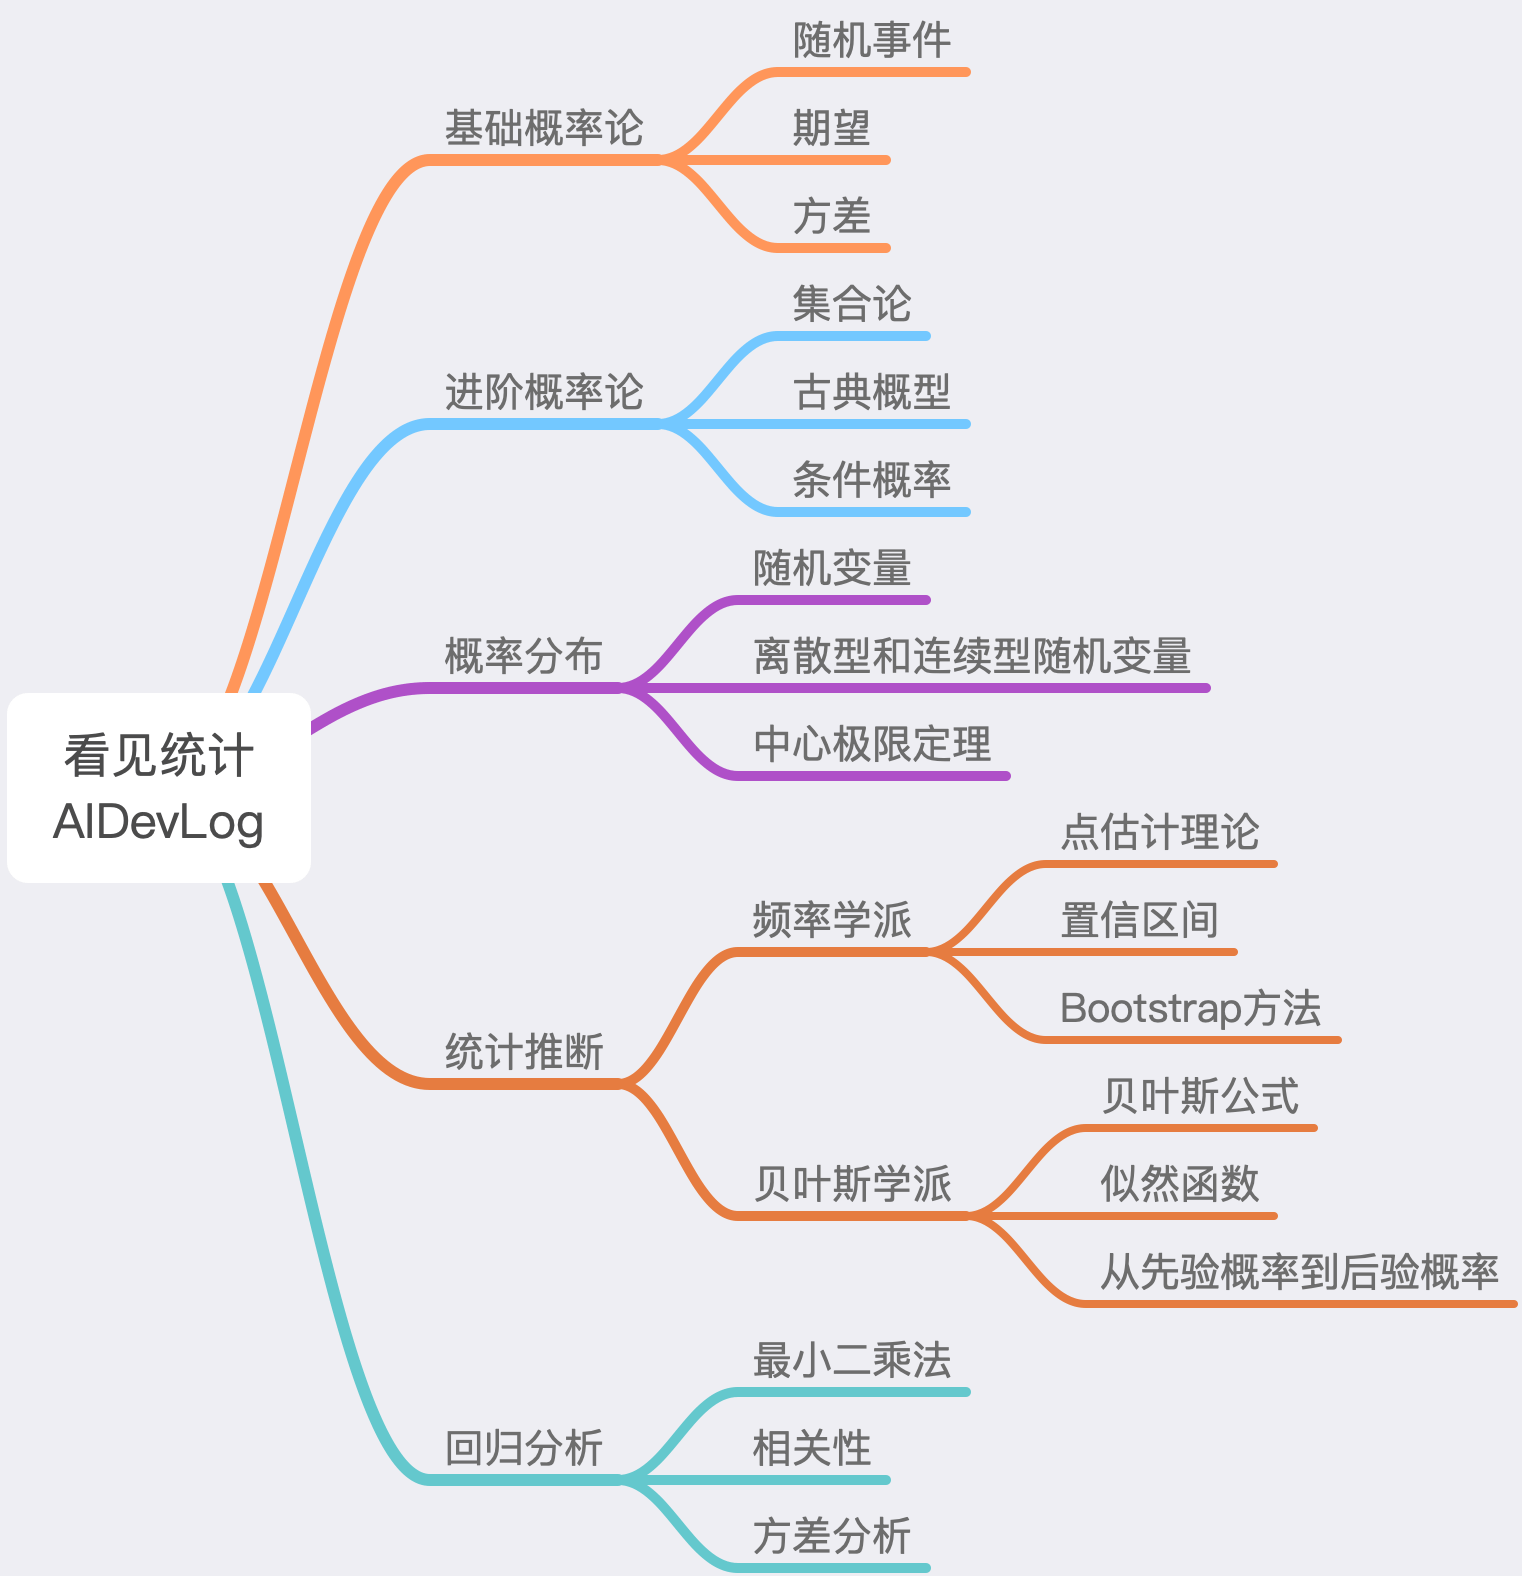 看见统计
AIDevLog
基础概率论
随机事件
期望
方差
进阶概率论
集合论
古典概型
条件概率
概率分布
随机变量
离散型和连续型随机变量
中心极限定理
统计推断
频率学派
点估计理论
置信区间
Bootstrap方法
贝叶斯学派
贝叶斯公式
似然函数
从先验概率到后验概率
回归分析
最小二乘法
相关性
方差分析